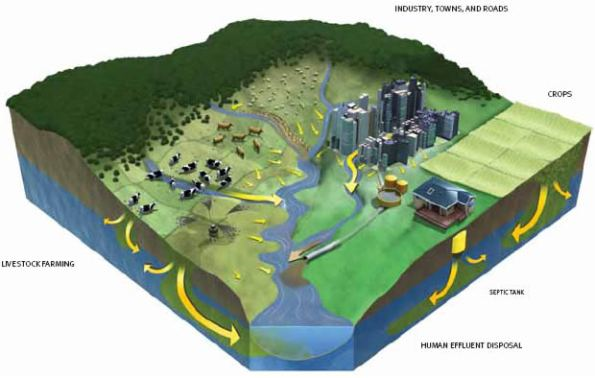 INDUSTRY, TOWNS, AND ROADS
CROPS
LIVESTOCK FARMING
SEPTIC TANK
HUMAN EFFLUENT DISPOSAL